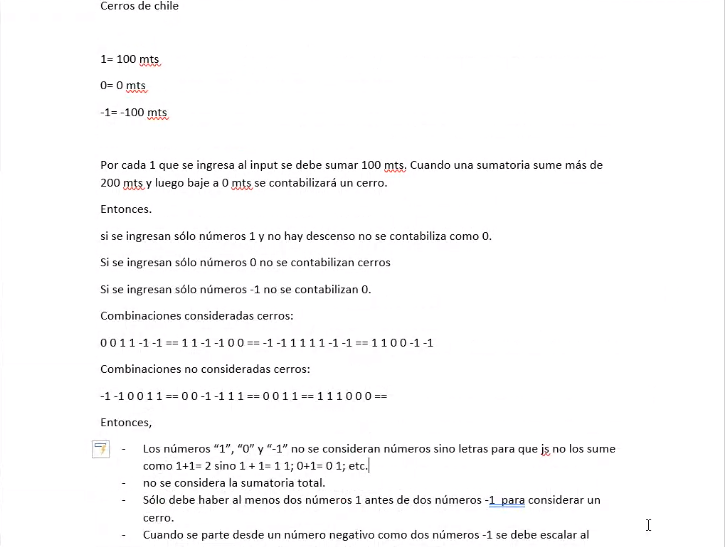 Cerros de chile
1= 100 mts
0= 0 mts
-1= -100 mts
Por cada 1 que se ingresa al input se debe sumar 100 mts. Cuando una sumatoria sume más de
200 mts y luego baje a 0 mts se contabilizará un cerro.
Entonces.
si se ingresan sólo números 1 y no hay descenso no se contabiliza como 0.
Si se ingresan sólo números 0 no se contabilizan cerros
Si se ingresan sólo números -1 no se contabilizan 0.
Combinaciones consideradas cerros:
0 0 1 1 -1 -1 == 1 1 -1 -1 0 0 == -1 -1 1 1 1 1 -1 -1 == 1 1 0 0 -1 -1
Combinaciones no consideradas cerros:
-1 -1 0 0 1 1 == 0 0 -1 -1 1 1 == 0 0 1 1 == 1 1 1 0 0 0 ==
Entonces,
- Los números “1”, “0” y “-1” no se consideran números sino letras para que js no los sume
como 1+1= 2 sino 1 + 1= 1 1; 0+1= 0 1; etc.
- no se considera la sumatoria total.
- Sólo debe haber al menos dos números 1 antes de dos números -1 para considerar un
cerro.
- Cuando se parte desde un número negativo como dos números -1 se debe escalar al